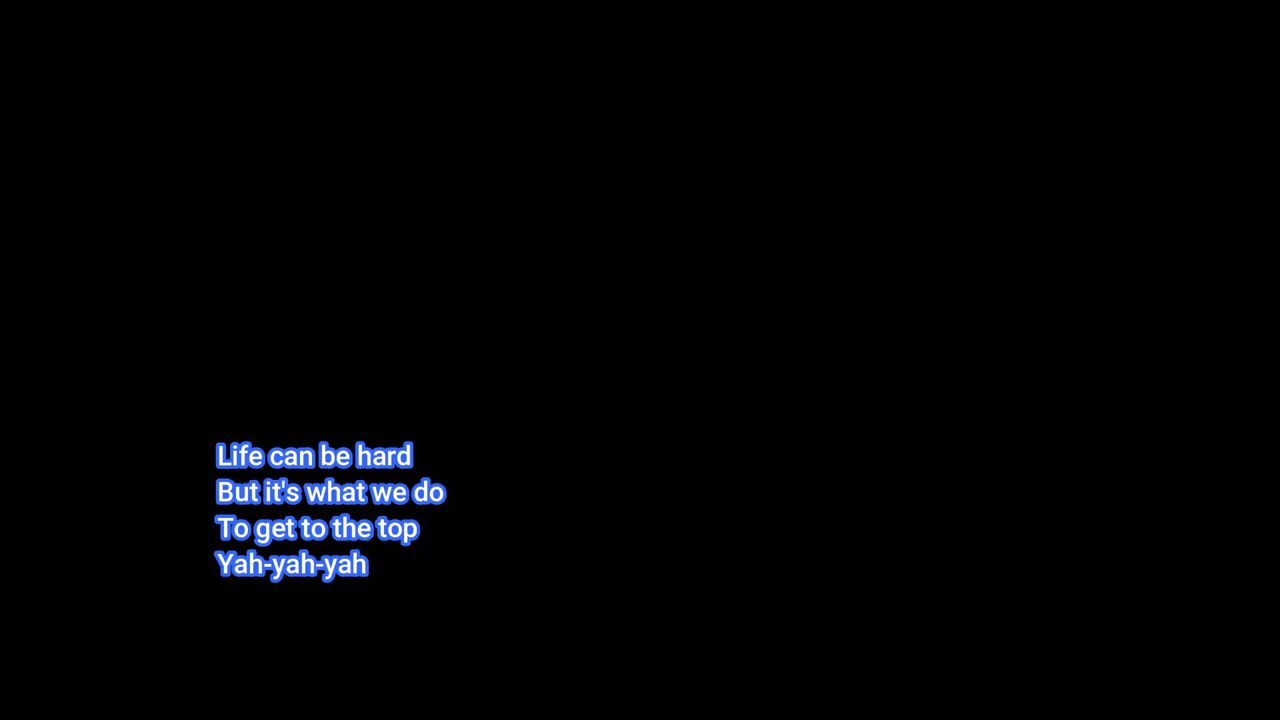 Life can be hard
But it's what we do
To get to the top
Yah-yah-yah